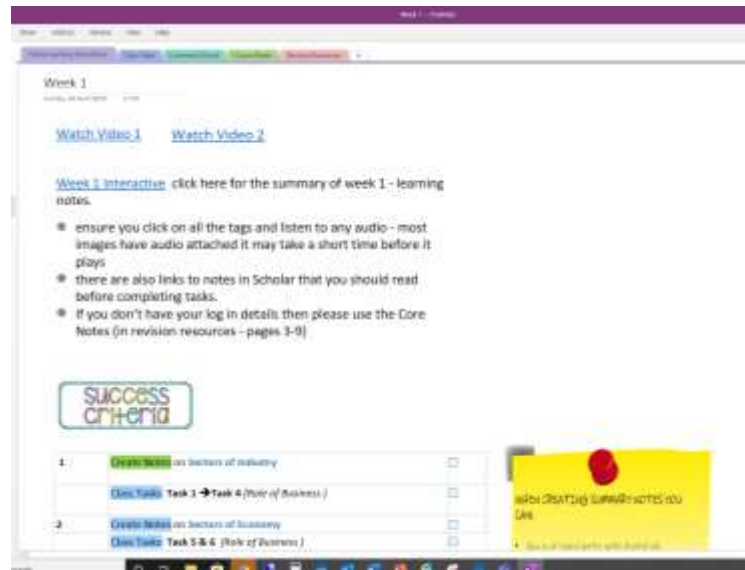 Week 1
Watch Video 1 Watch Video 2
Week 1 Interactive click here for the summary of week 1 - learning
notes.
ensure you click on all the tags and listen to any audio - most
images have audio attached it may take a short time before it
plays
there are also links to notes in Scholar that you should read
before completing tasks.
If you don't have your log in details then please use the Core
Notes (in revision resources - pages 3-9)
success
criteria
1 Create Notes on Sectors of Industry
Class Tasks Task 1 → Task 4 (Role of Business )
2 Create Notes on Sectors of Economy
Class Tasks Task 5 & 6 (Role of Business )
WHEN CREATING SUMMARY NOTES YOU
CAN